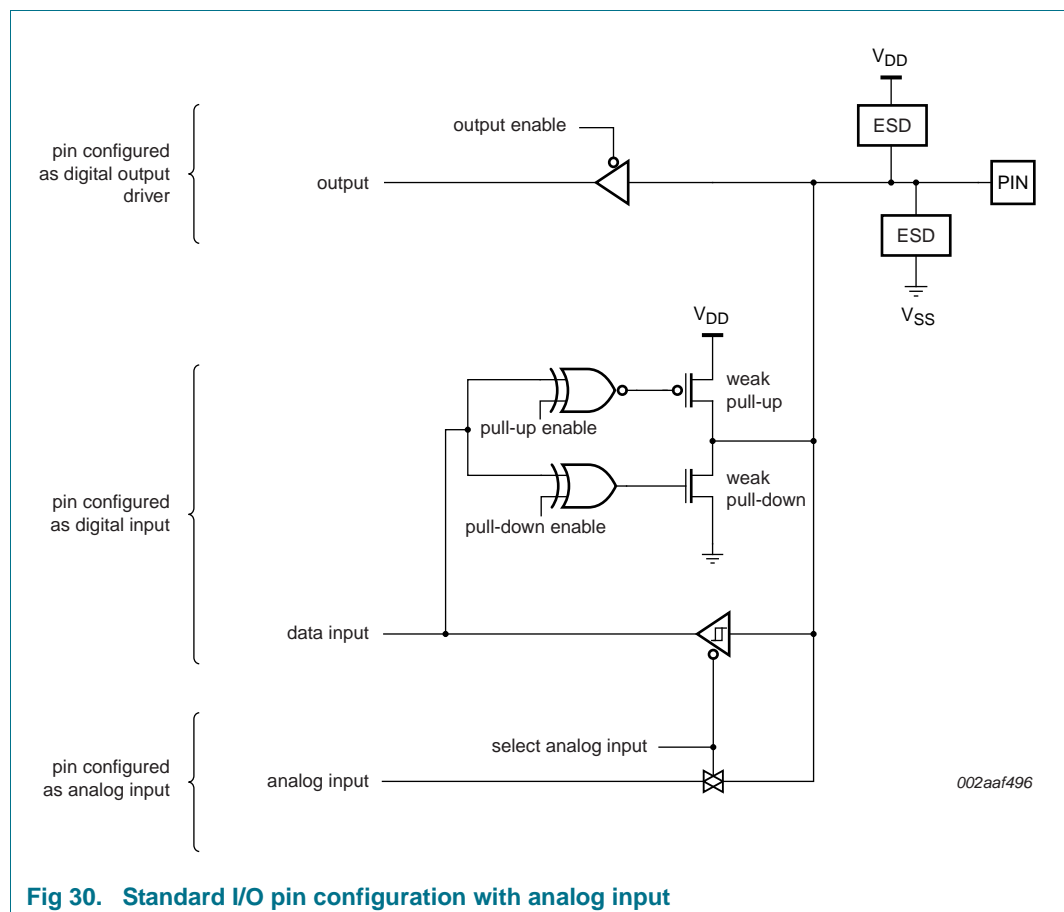 V_DD
ESD
output enable
pin configured
as digital output
driver
output
PIN
ESD
V_SS
V_DD
weak
pull-up
pull-up enable
weak
pull-down
pin configured
as digital input
pull-down enable
data input
select analog input
pin configured
as analog input
analog input
002aaf496
Fig 30. Standard I/O pin configuration with analog input